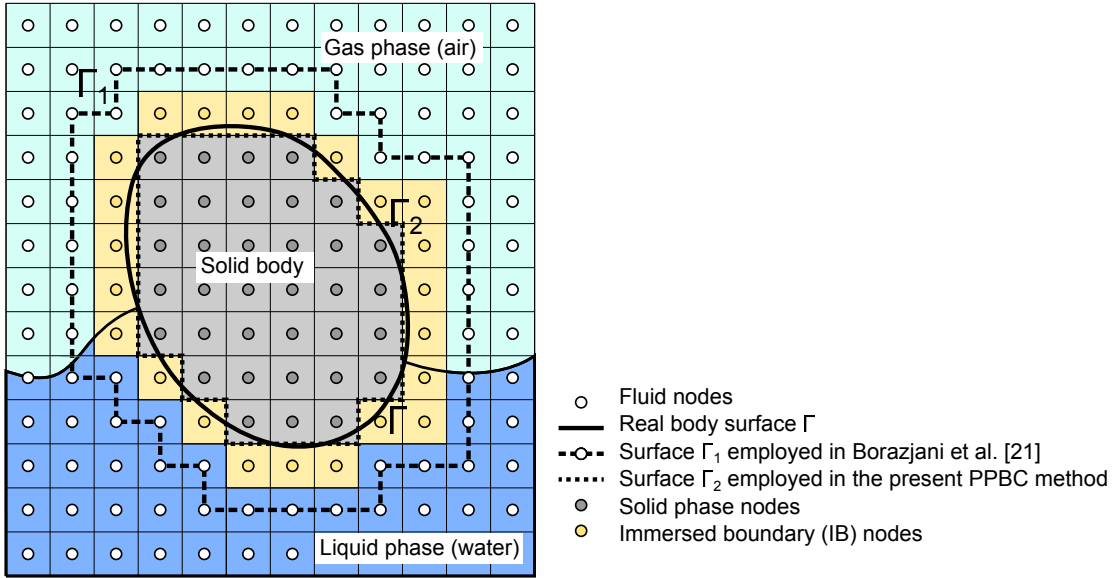 Gas phase (air)
Γ1
Γ2
Solid body
Γ
Liquid phase (water)
Fluid nodes
Real body surface Γ
Surface Γ1 employed in Borazjani et al. [21]
Surface Γ2 employed in the present PPBC method
Solid phase nodes
Immersed boundary (IB) nodes